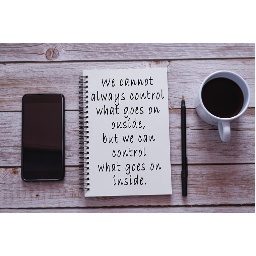 We cannot
always control
what goes on
outside,
but we can
control
what goes on
inside.